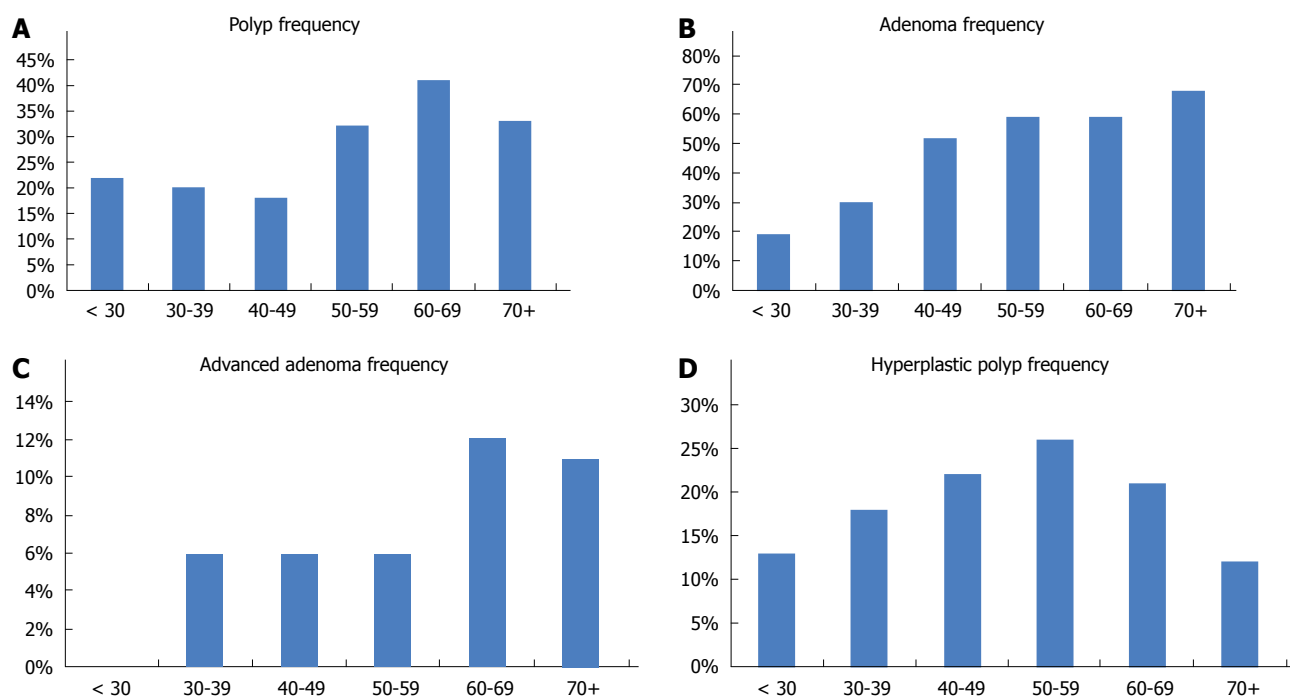 A
Polyp frequency
45%
40%
35%
30%
25%
20%
15%
10%
5%
0%
< 30 30-39 40-49 50-59 60-69 70+
B
Adenoma frequency
80%
70%
60%
50%
40%
30%
20%
10%
0%
< 30 30-39 40-49 50-59 60-69 70+
C
Advanced adenoma frequency
14%
12%
10%
8%
6%
4%
2%
0%
< 30 30-39 40-49 50-59 60-69 70+
D
Hyperplastic polyp frequency
30%
25%
20%
15%
10%
5%
0%
< 30 30-39 40-49 50-59 60-69 70+